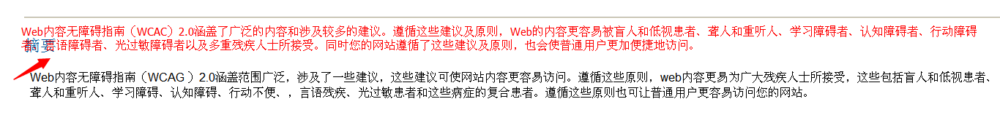 Web内容无障碍指南（WCAC）2.0涵盖了广泛的内容和涉及较多的建议。遵循这些建议及原则，Web的内容更容易被盲人和低视患者、聋人和重听人、学习障碍者、认知障碍者、行动障碍
者、言语障碍者、光过敏障碍者以及多重残疾人士所接受。同时您的网站遵循了这些建议及原则，也会使普通用户更加便捷地访问。
摘要
Web内容无障碍指南（WCAG ）2.0涵盖范围广泛，涉及了一些建议，这些建议可使网站内容更容易访问。遵循这些原则，web内容更易为广大残疾人士所接受，这些包括盲人和低视患者、
聋人和重听人、学习障碍、认知障碍、行动不便、，言语残疾、光过敏患者和这些病症的复合患者。遵循这些原则也可让普通用户更容易访问您的网站。